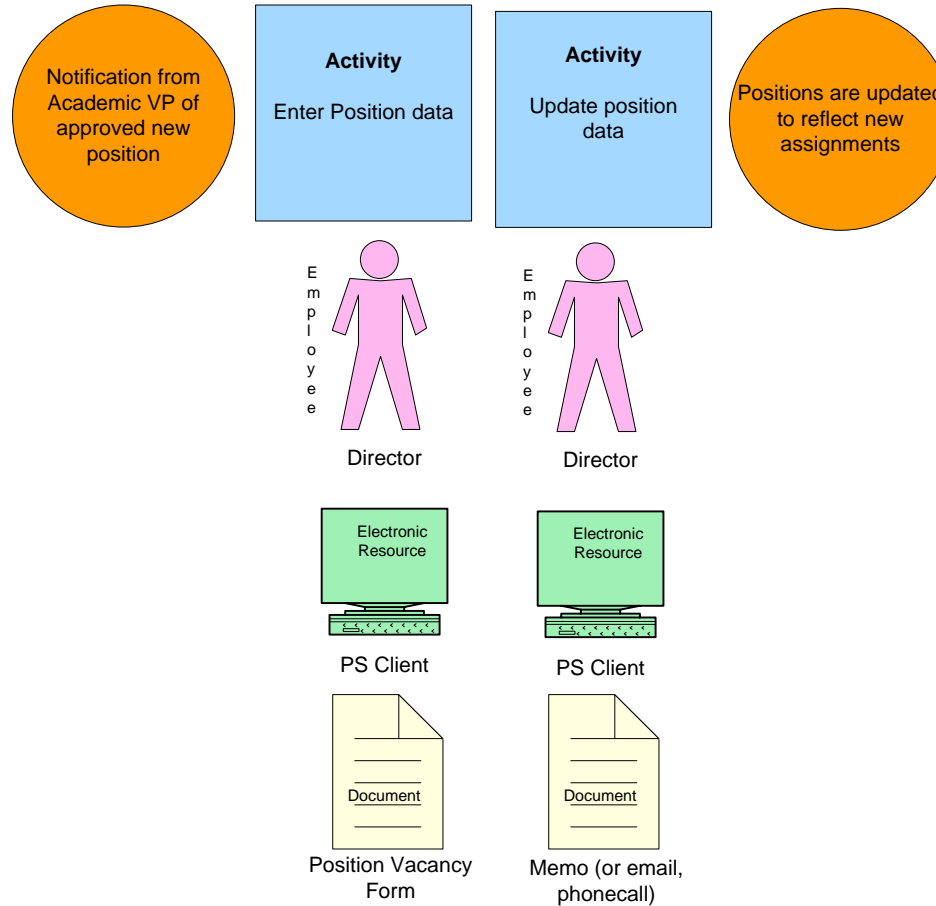 Notification from
Academic VP of
approved new
position
Activity
Enter Position data
Activity
Update position
data
Positions are updated
to reflect new
assignments
Employee
Director
Employee
Director
Electronic
Resource
PS Client
Electronic
Resource
PS Client
Document
Position Vacancy
Form
Document
Memo (or email,
phonecall)